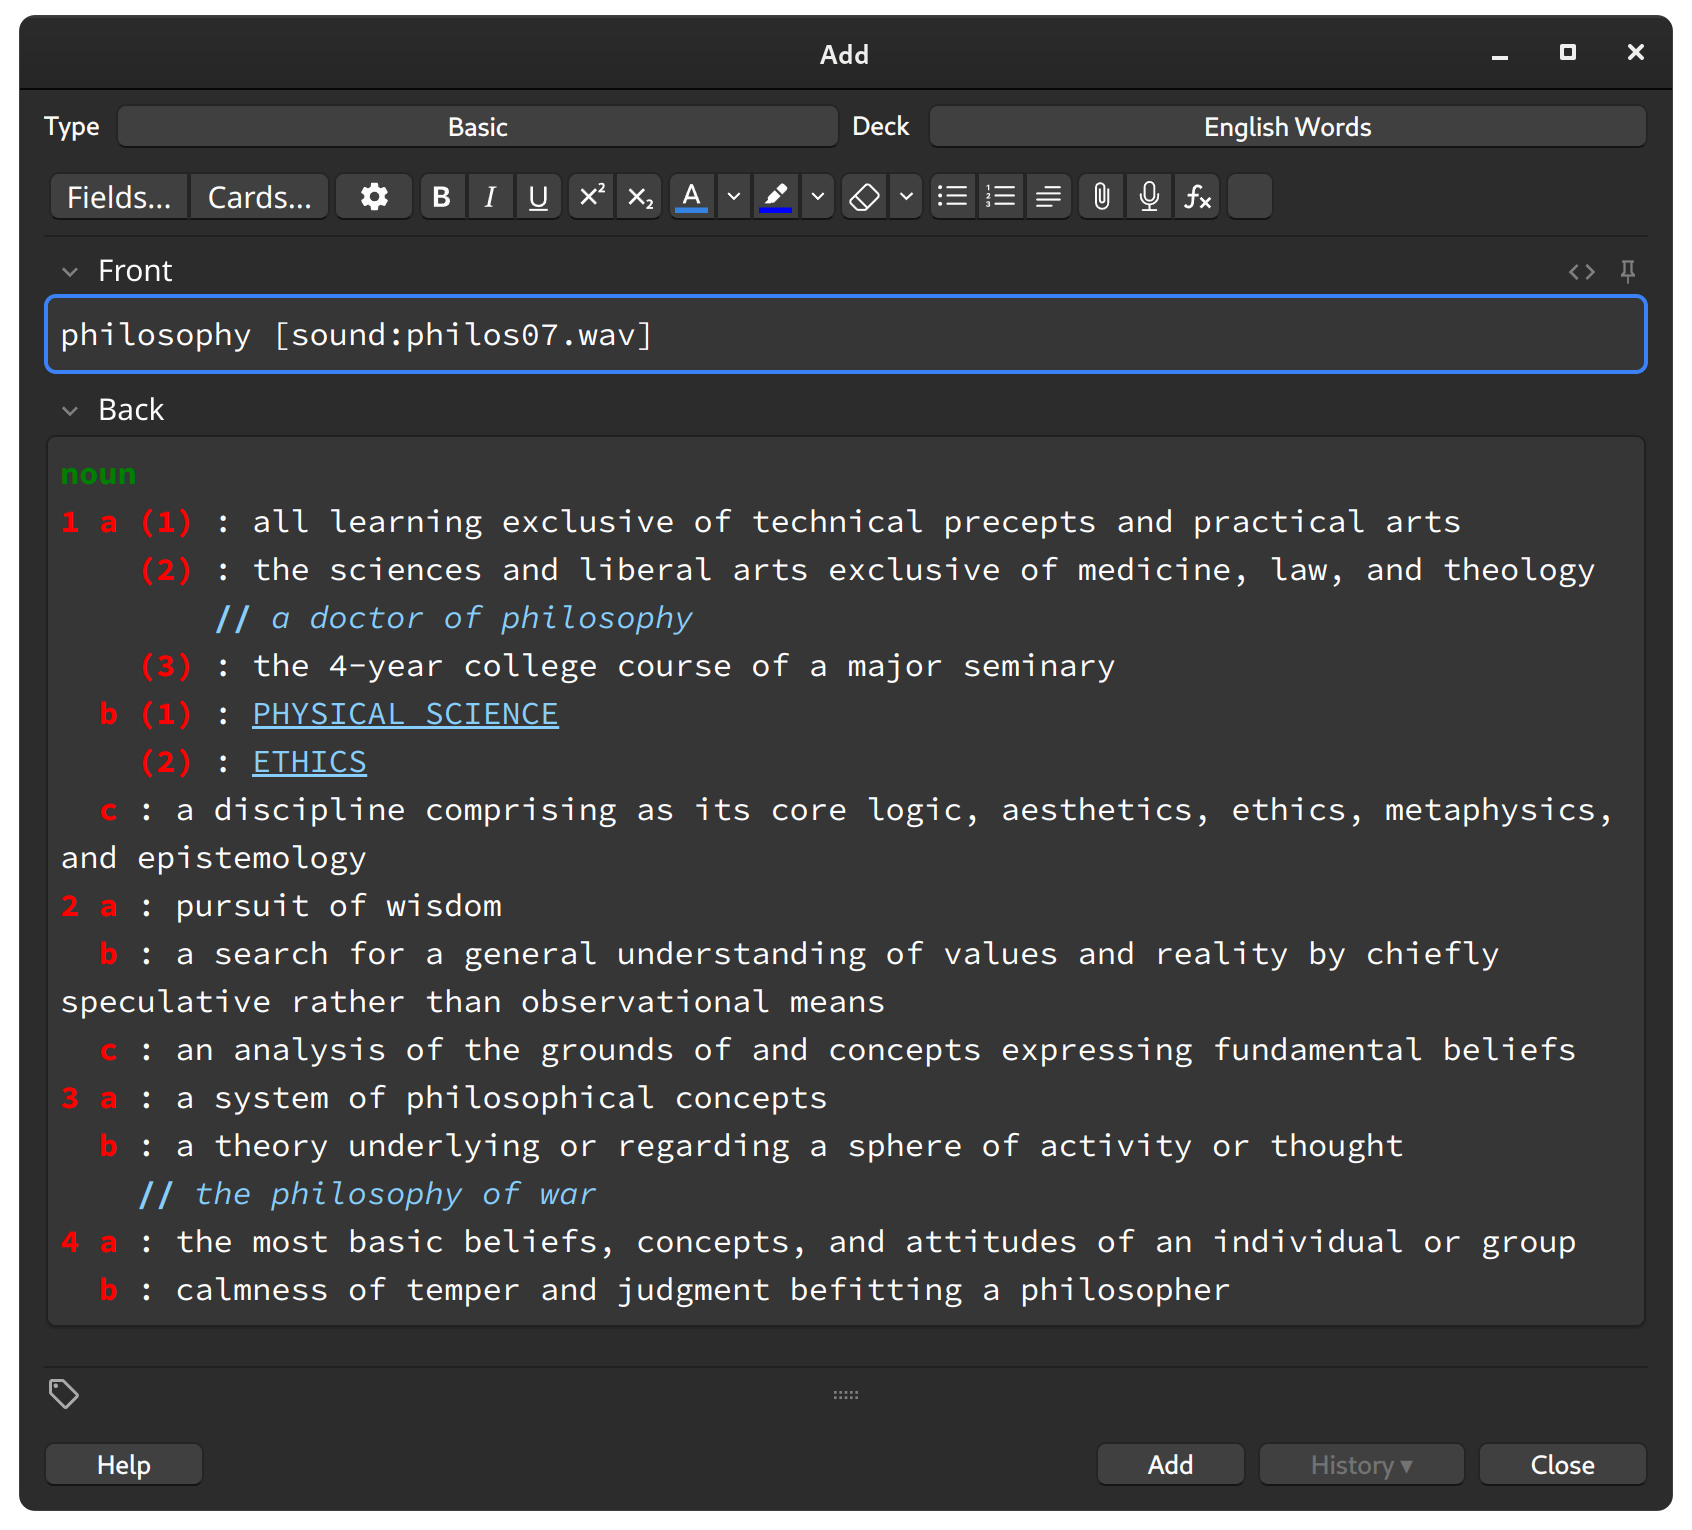 Add
Type Basic Deck English Words
Fields... Cards... B I U X² X₂ A fx
Front
philosophy [sound:philos07.wav]
Back
noun
1 a (1) : all learning exclusive of technical precepts and practical arts
(2) : the sciences and liberal arts exclusive of medicine, law, and theology
// a doctor of philosophy
(3) : the 4-year college course of a major seminary
b (1) : PHYSICAL SCIENCE
(2) : ETHICS
c : a discipline comprising as its core logic, aesthetics, ethics, metaphysics,
and epistemology
2 a : pursuit of wisdom
b : a search for a general understanding of values and reality by chiefly
speculative rather than observational means
c : an analysis of the grounds of and concepts expressing fundamental beliefs
3 a : a system of philosophical concepts
b : a theory underlying or regarding a sphere of activity or thought
// the philosophy of war
4 a : the most basic beliefs, concepts, and attitudes of an individual or group
b : calmness of temper and judgment befitting a philosopher
Help Add History ▾ Close